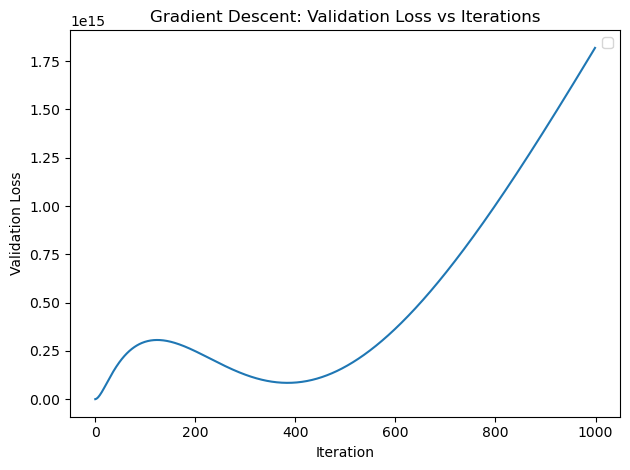 Gradient Descent: Validation Loss vs Iterations
1e15
1.75
1.50
1.25
1.00
0.75
0.50
0.25
0.00
Validation Loss
0 200 400 600 800 1000
Iteration